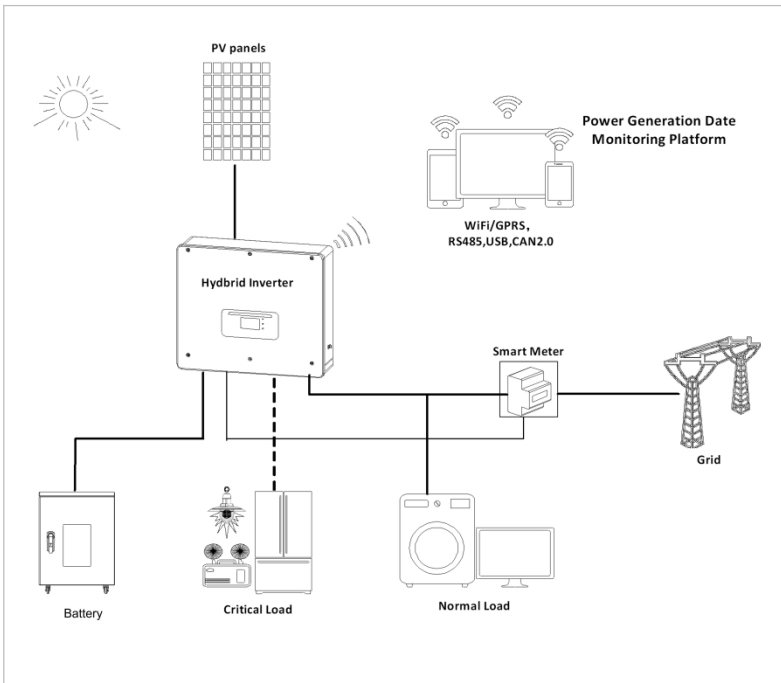 PV panels
Power Generation Date
Monitoring Platform
WiFi/GPRS,
RS485,USB,CAN2.0
Hydbrid Inverter
Smart Meter
Grid
Battery
Critical Load
Normal Load